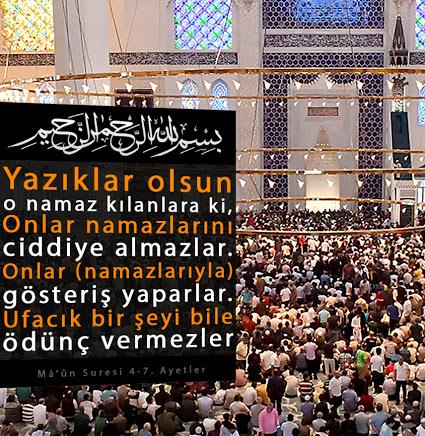 بسم الله الرحمن الرحيم
Yazıklar olsun
o namaz kılanlara ki,
Onlar namazlarını
ciddiye almazlar.
Onlar (namazlarıyla)
gösteriş yaparlar.
Ufacık bir şeyi bile
ödünç vermezler
Mâ'ûn Suresi 4-7. Ayetler